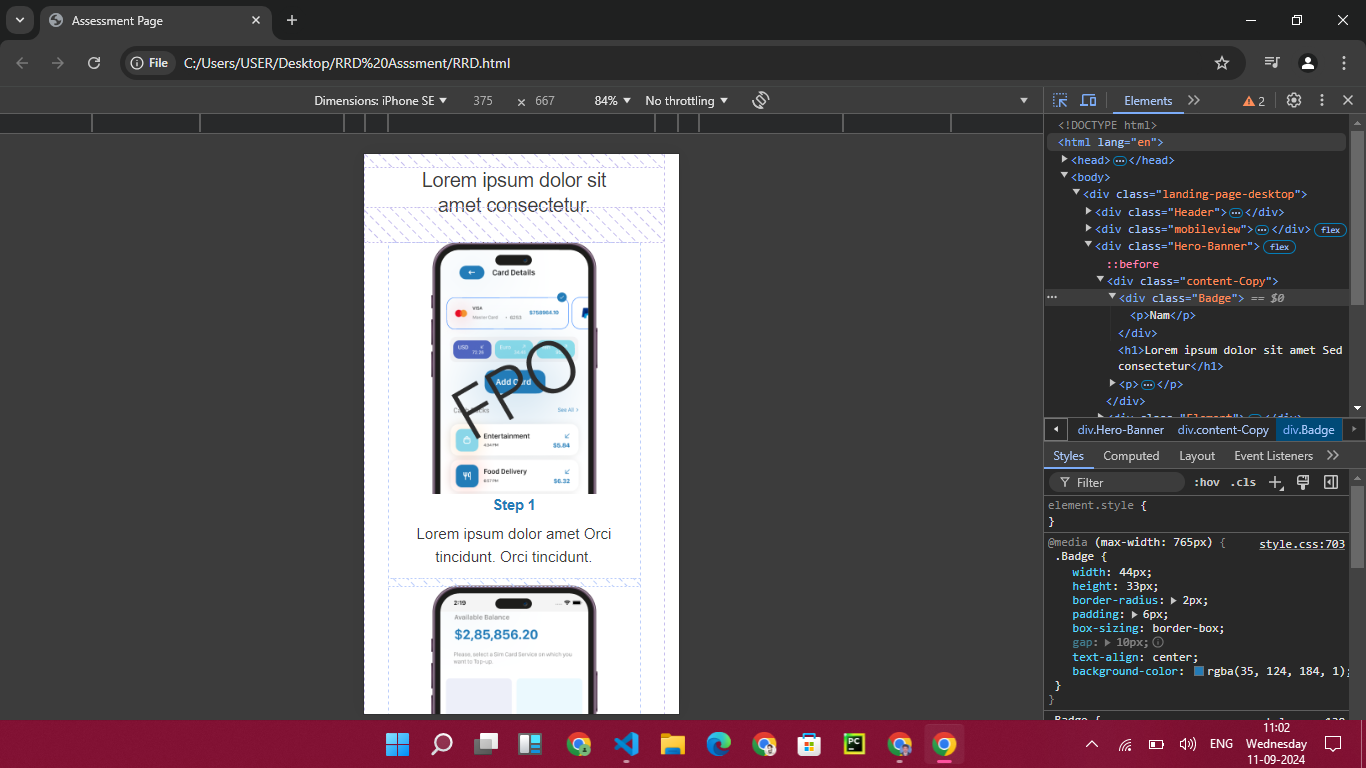 Assessment Page
File
C:/Users/USER/Desktop/RRD%20Asssment/RRD.html
Dimensions: iPhone SE
375
×
667
84%
No throttling
Elements
2
<!DOCTYPE html>
<html lang="en">
<head>
</head>
<body>
<div class="landing-page-desktop">
<div class="Header">
</div>
<div class="mobileview">
</div>
flex
<div class="Hero-Banner">
flex
::before
<div class="content-Copy">
<div class="Badge"> == $0
<p>Nam</p>
</div>
<h1>Lorem ipsum dolor sit amet Sed
consectetur</h1>
<p>
</p>
</div>
div.Hero-Banner
div.content-Copy
div.Badge
Styles
Computed
Layout
Event Listeners
Filter
:hov
.cls
element.style {
}
@media (max-width: 765px) {
style.css:703
.Badge {
width: 44px;
height: 33px;
border-radius: 2px;
padding: 6px;
box-sizing: border-box;
gap: 10px;
text-align: center;
background-color: rgba(35, 124, 184, 1);
}
}
Lorem ipsum dolor sit
amet consectetur.
Card Details
VISA
$750904.10
USD
Add Card
FPO
See All
Entertainment
$5.84
Food Delivery
$6.32
Step 1
Lorem ipsum dolor amet Orci
tincidunt. Orci tincidunt.
2:19
Available Balance
$2,85,856.20
Please, select a Sim Card Service on which you
want to Top-up
PC
ENG
11:02
Wednesday
11-09-2024